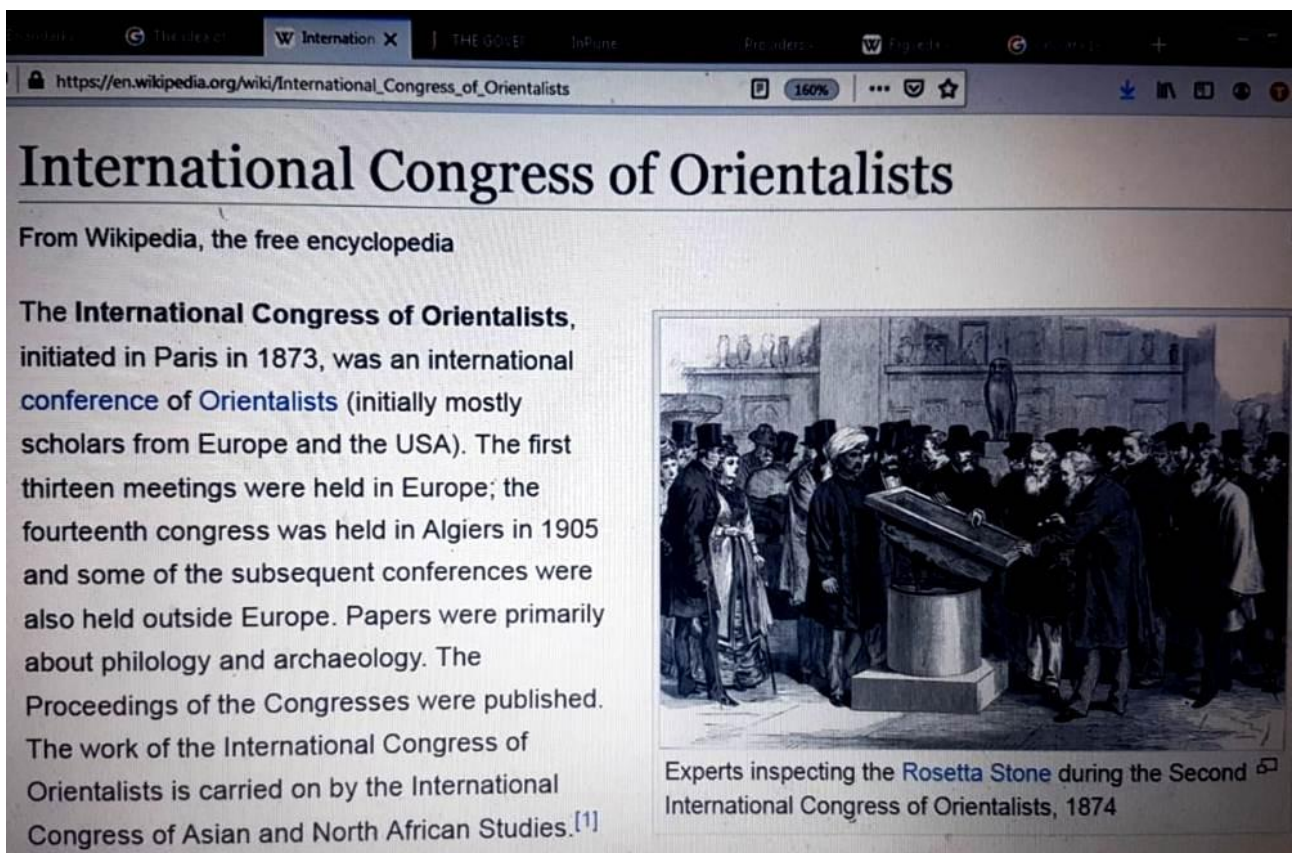 W Internation X
THE GOVE
InPune
https://en.wikipedia.org/wiki/International_Congress_of_Orientalists
160%
International Congress of Orientalists
From Wikipedia, the free encyclopedia
The International Congress of Orientalists,
initiated in Paris in 1873, was an international
conference of Orientalists (initially mostly
scholars from Europe and the USA). The first
thirteen meetings were held in Europe; the
fourteenth congress was held in Algiers in 1905
and some of the subsequent conferences were
also held outside Europe. Papers were primarily
about philology and archaeology. The
Proceedings of the Congresses were published.
The work of the International Congress of
Orientalists is carried on by the International
Congress of Asian and North African Studies.[1]
Experts inspecting the Rosetta Stone during the Second
International Congress of Orientalists, 1874